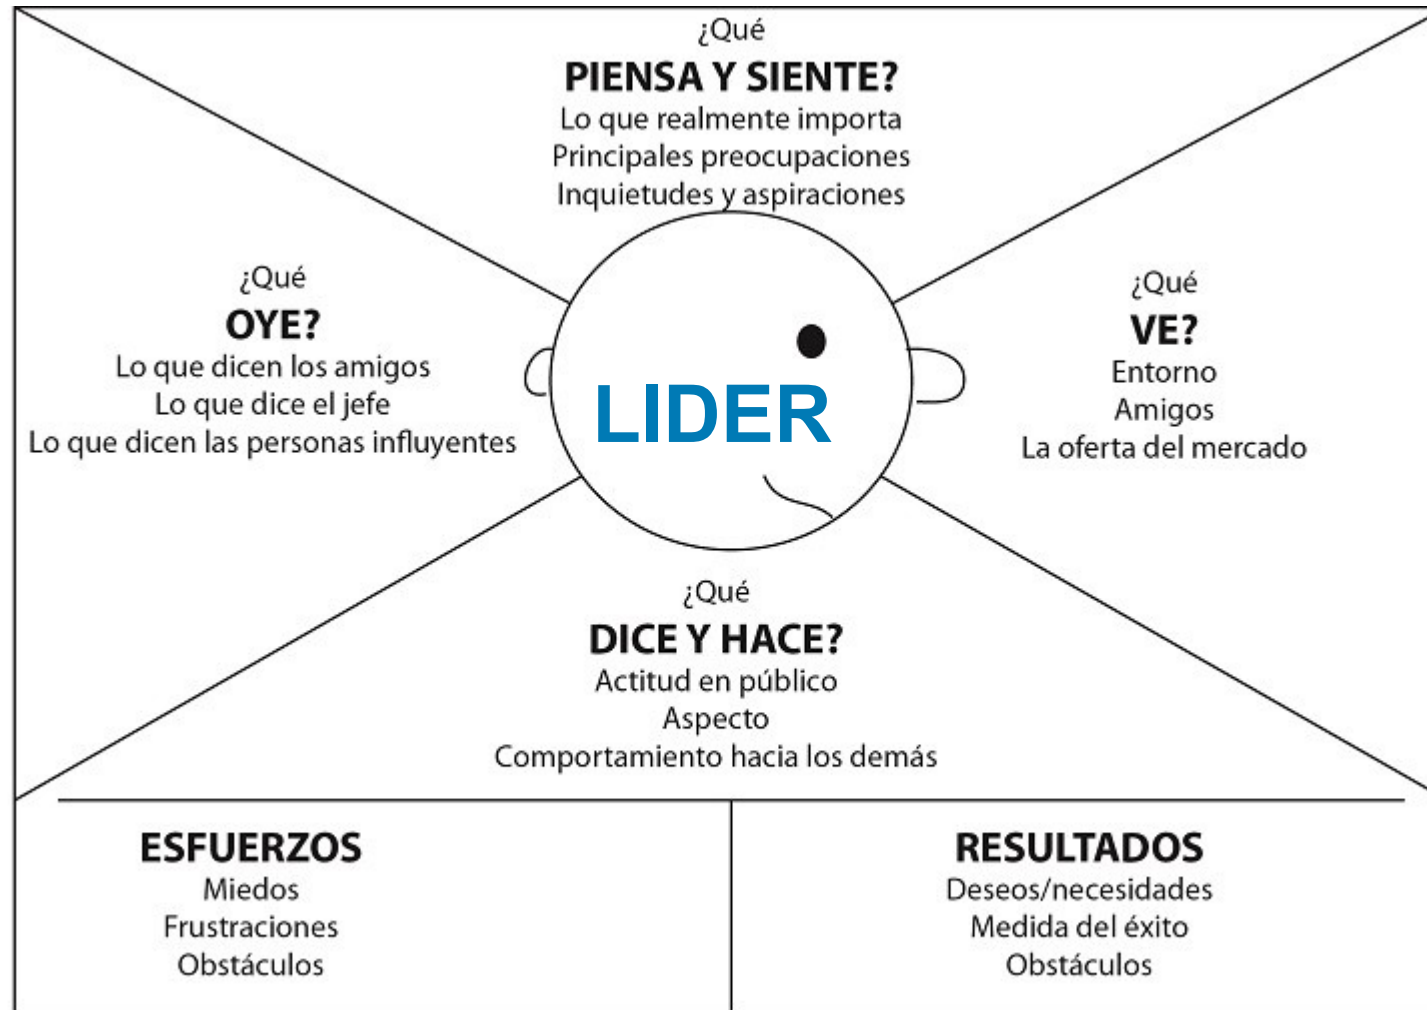 ¿Qué
PIENSA Y SIENTE?
Lo que realmente importa
Principales preocupaciones
Inquietudes y aspiraciones
¿Qué
OYE?
Lo que dicen los amigos
Lo que dice el jefe
Lo que dicen las personas influyentes
LIDER
¿Qué
VE?
Entorno
Amigos
La oferta del mercado
¿Qué
DICE Y HACE?
Actitud en público
Aspecto
Comportamiento hacia los demás
ESFUERZOS
Miedos
Frustraciones
Obstáculos
RESULTADOS
Deseos/necesidades
Medida del éxito
Obstáculos